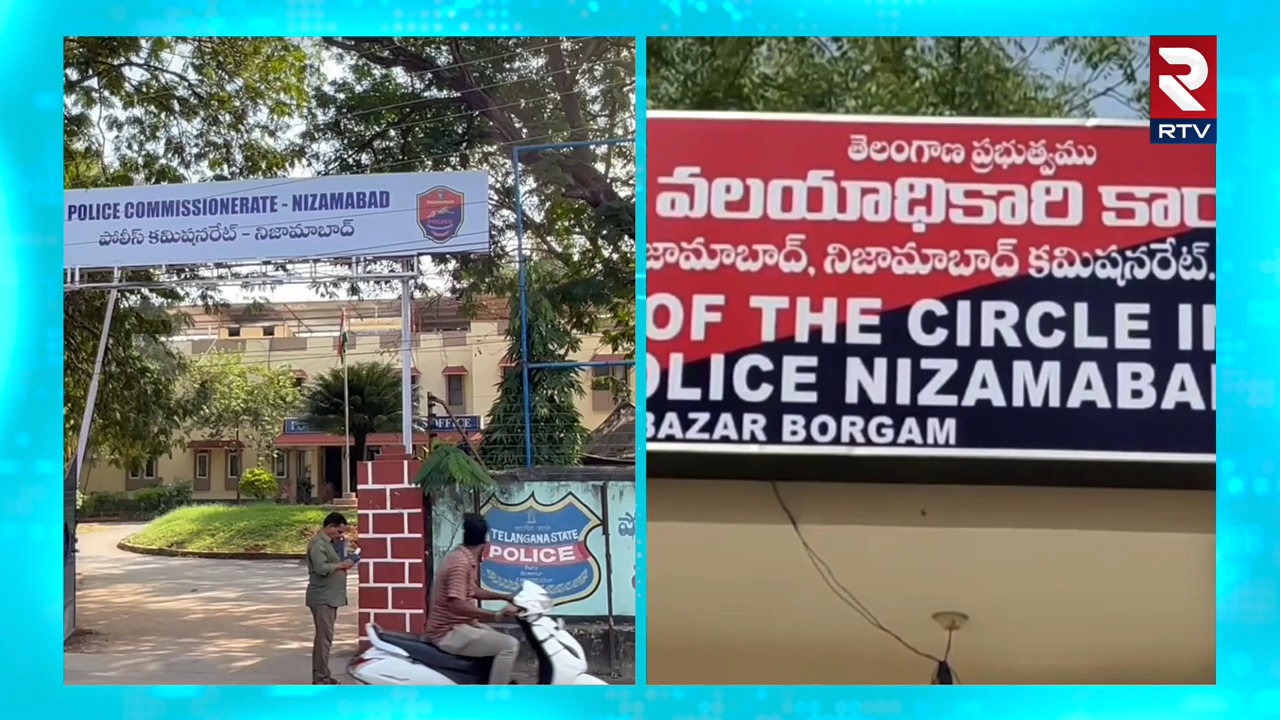 POLICE COMMISSIONERATE - NIZAMABAD
పోలీస్ కమిషనరేట్ - నిజామాబాద్
OFFICE
TELANGANA STATE
POLICE
RTV
తెలంగాణ ప్రభుత్వము
వలయాధికారి కార
జామాబాద్, నిజామాబాద్ కమిషనరేట్.
OF THE CIRCLE IN
OLICE NIZAMABA
BAZAR BORGAM